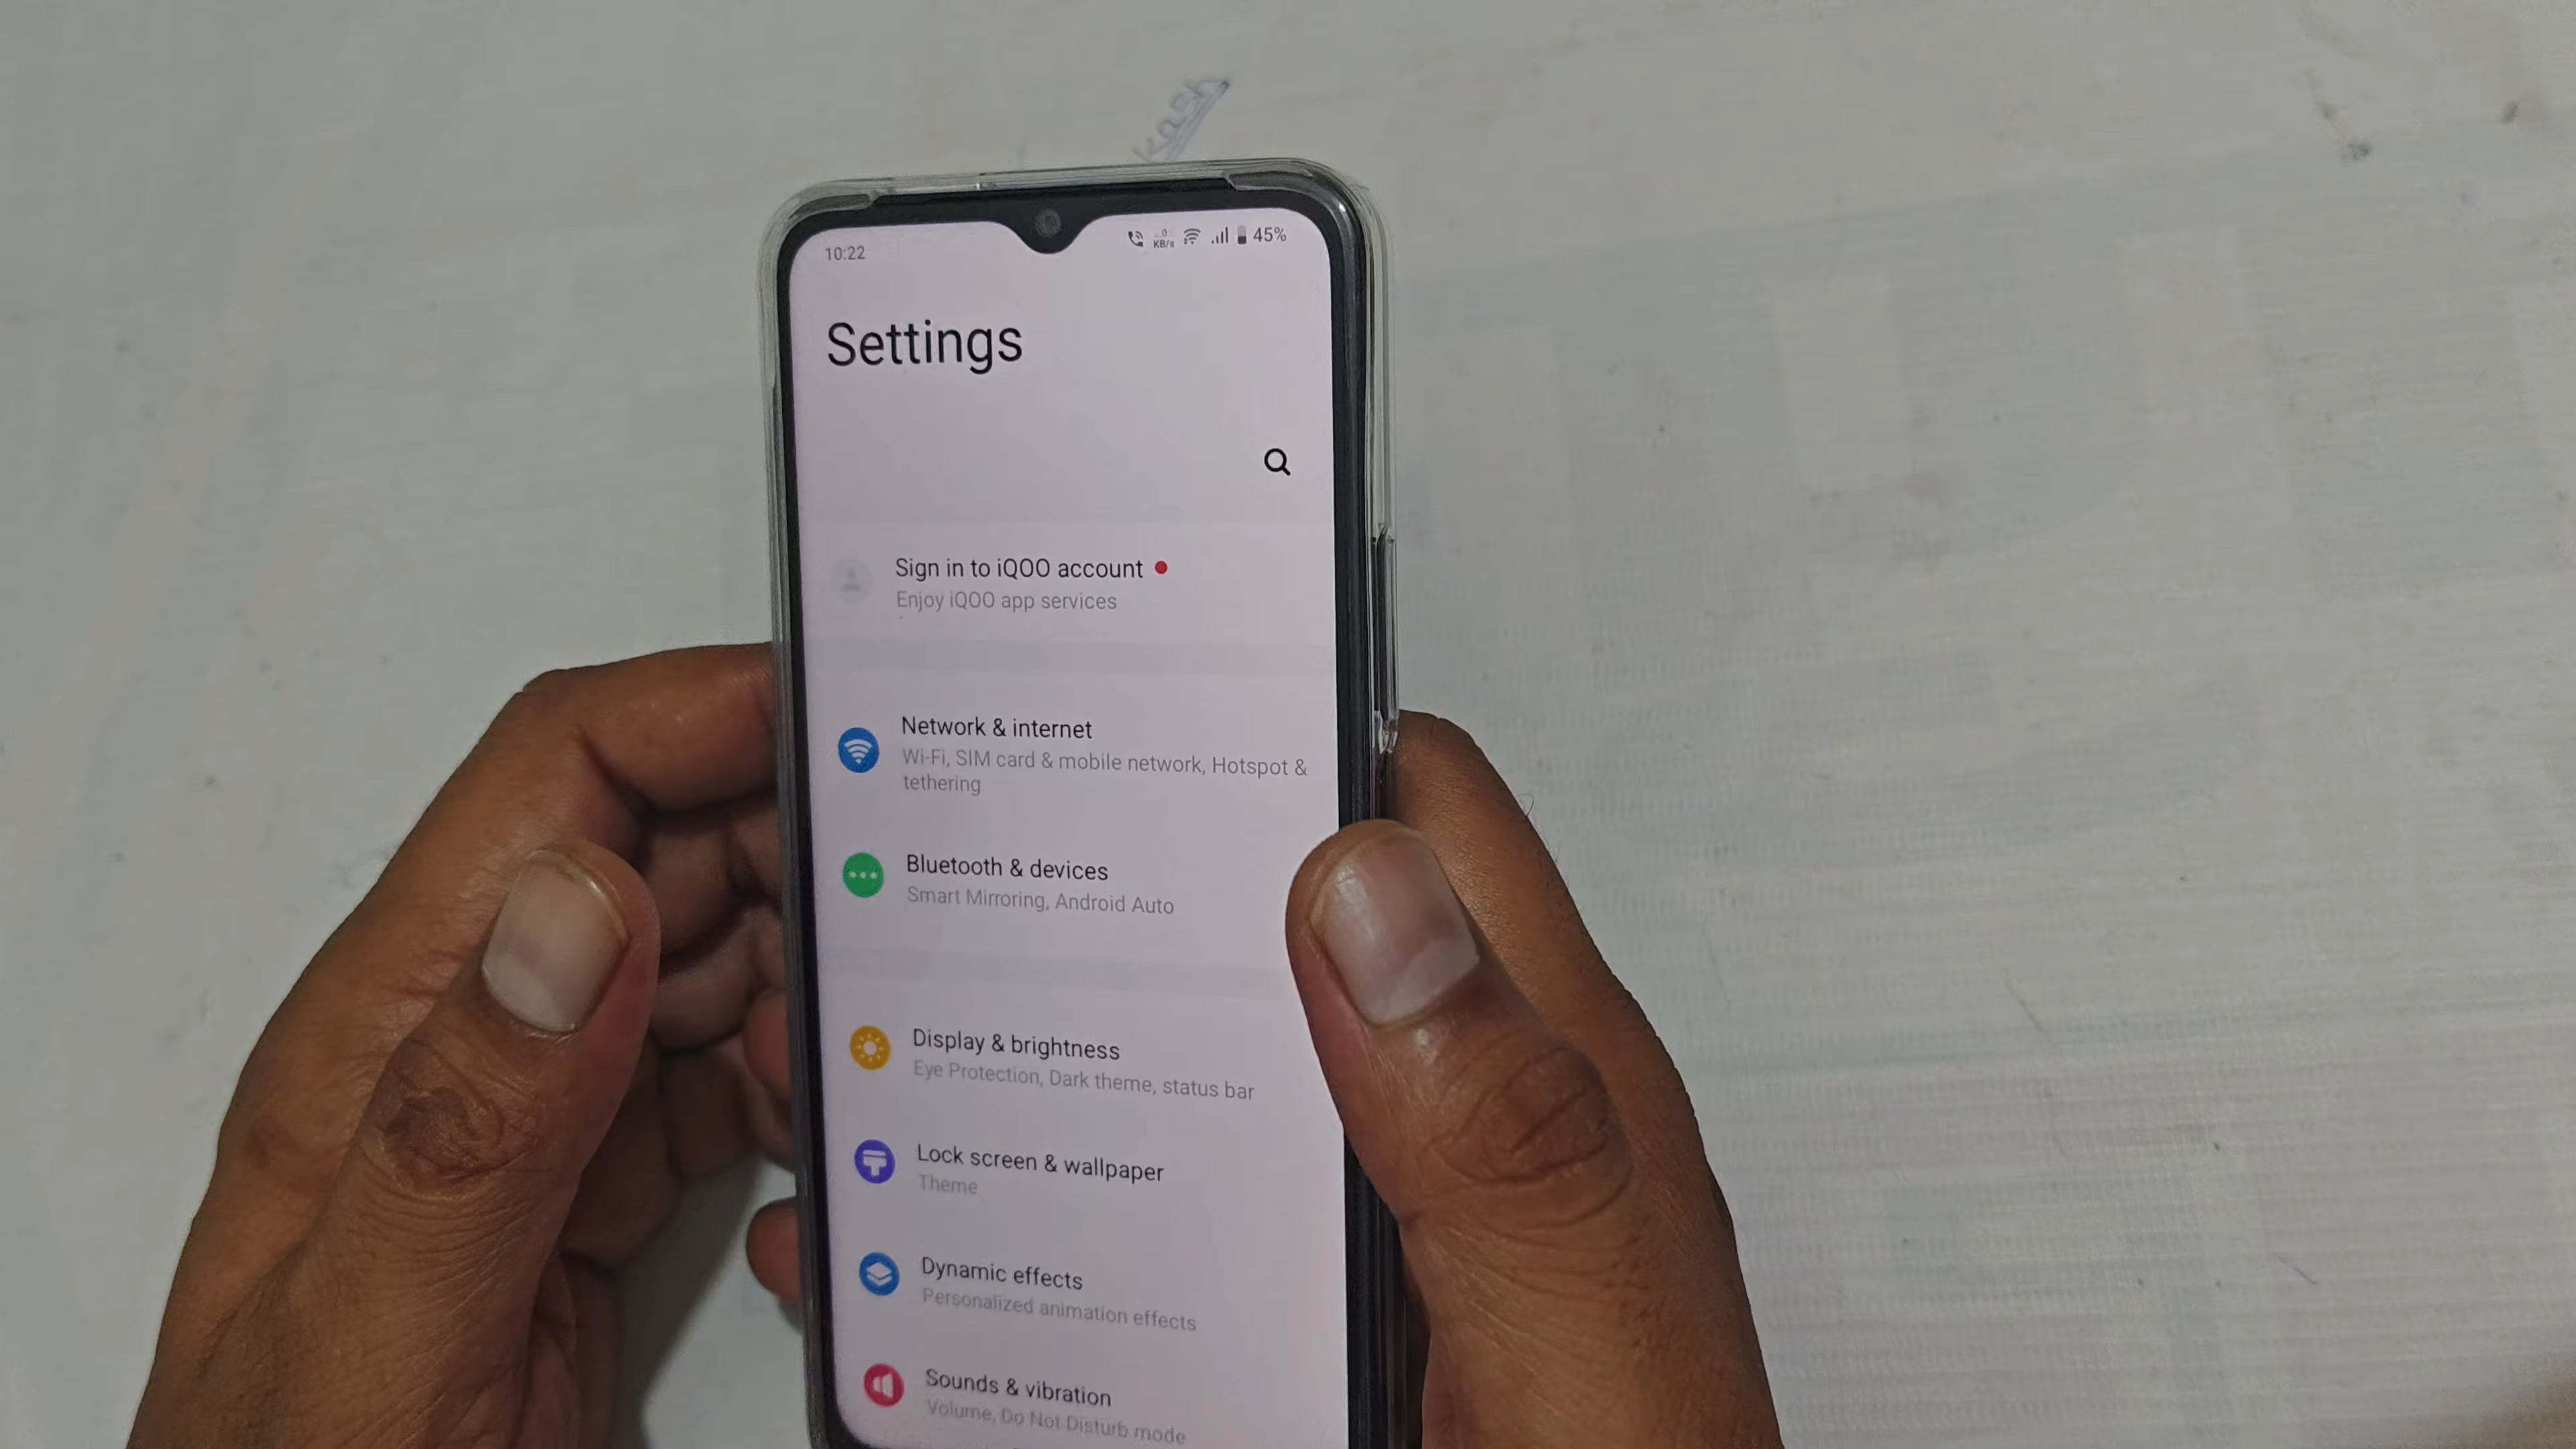 10:22 0 KB/s 45%
Settings
Sign in to iQOO account
Enjoy iQOO app services
Network & internet
Wi-Fi, SIM card & mobile network, Hotspot &
tethering
Bluetooth & devices
Smart Mirroring, Android Auto
Display & brightness
Eye Protection, Dark theme, status bar
Lock screen & wallpaper
Theme
Dynamic effects
Personalized animation effects
Sounds & vibration
Volume, Do Not Disturb mode